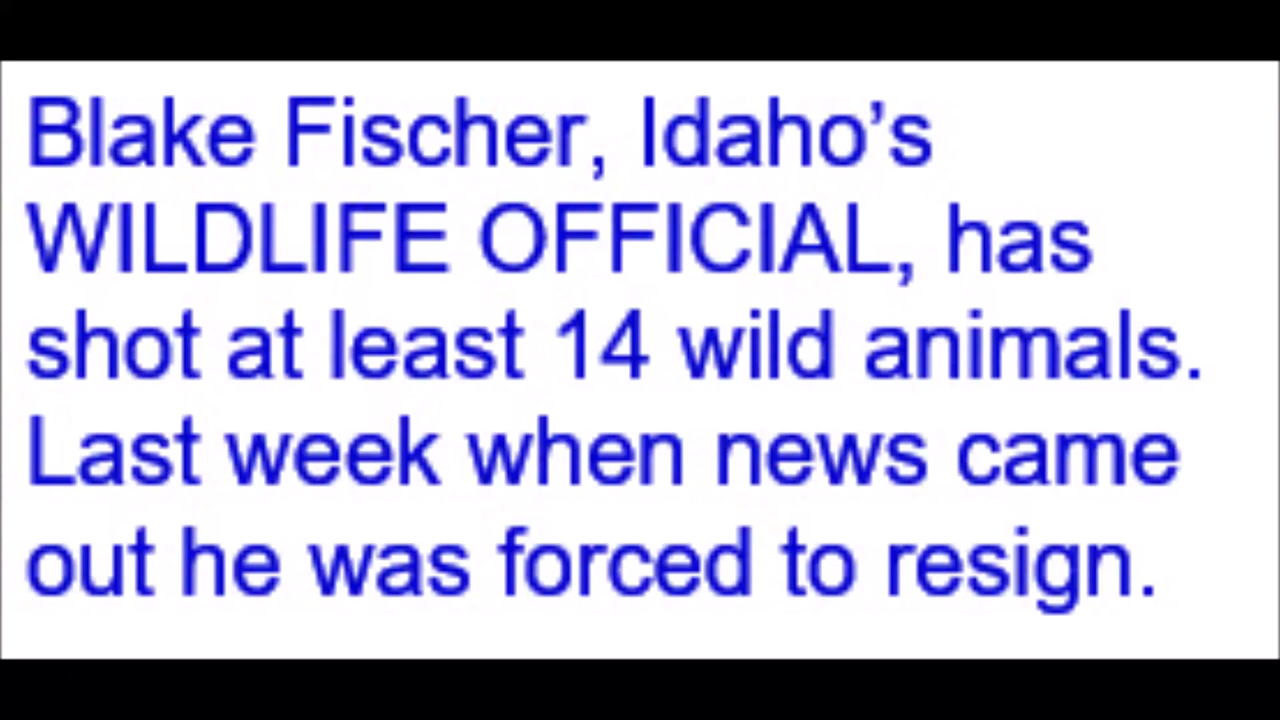 Blake Fischer, Idaho’s
WILDLIFE OFFICIAL, has
shot at least 14 wild animals.
Last week when news came
out he was forced to resign.